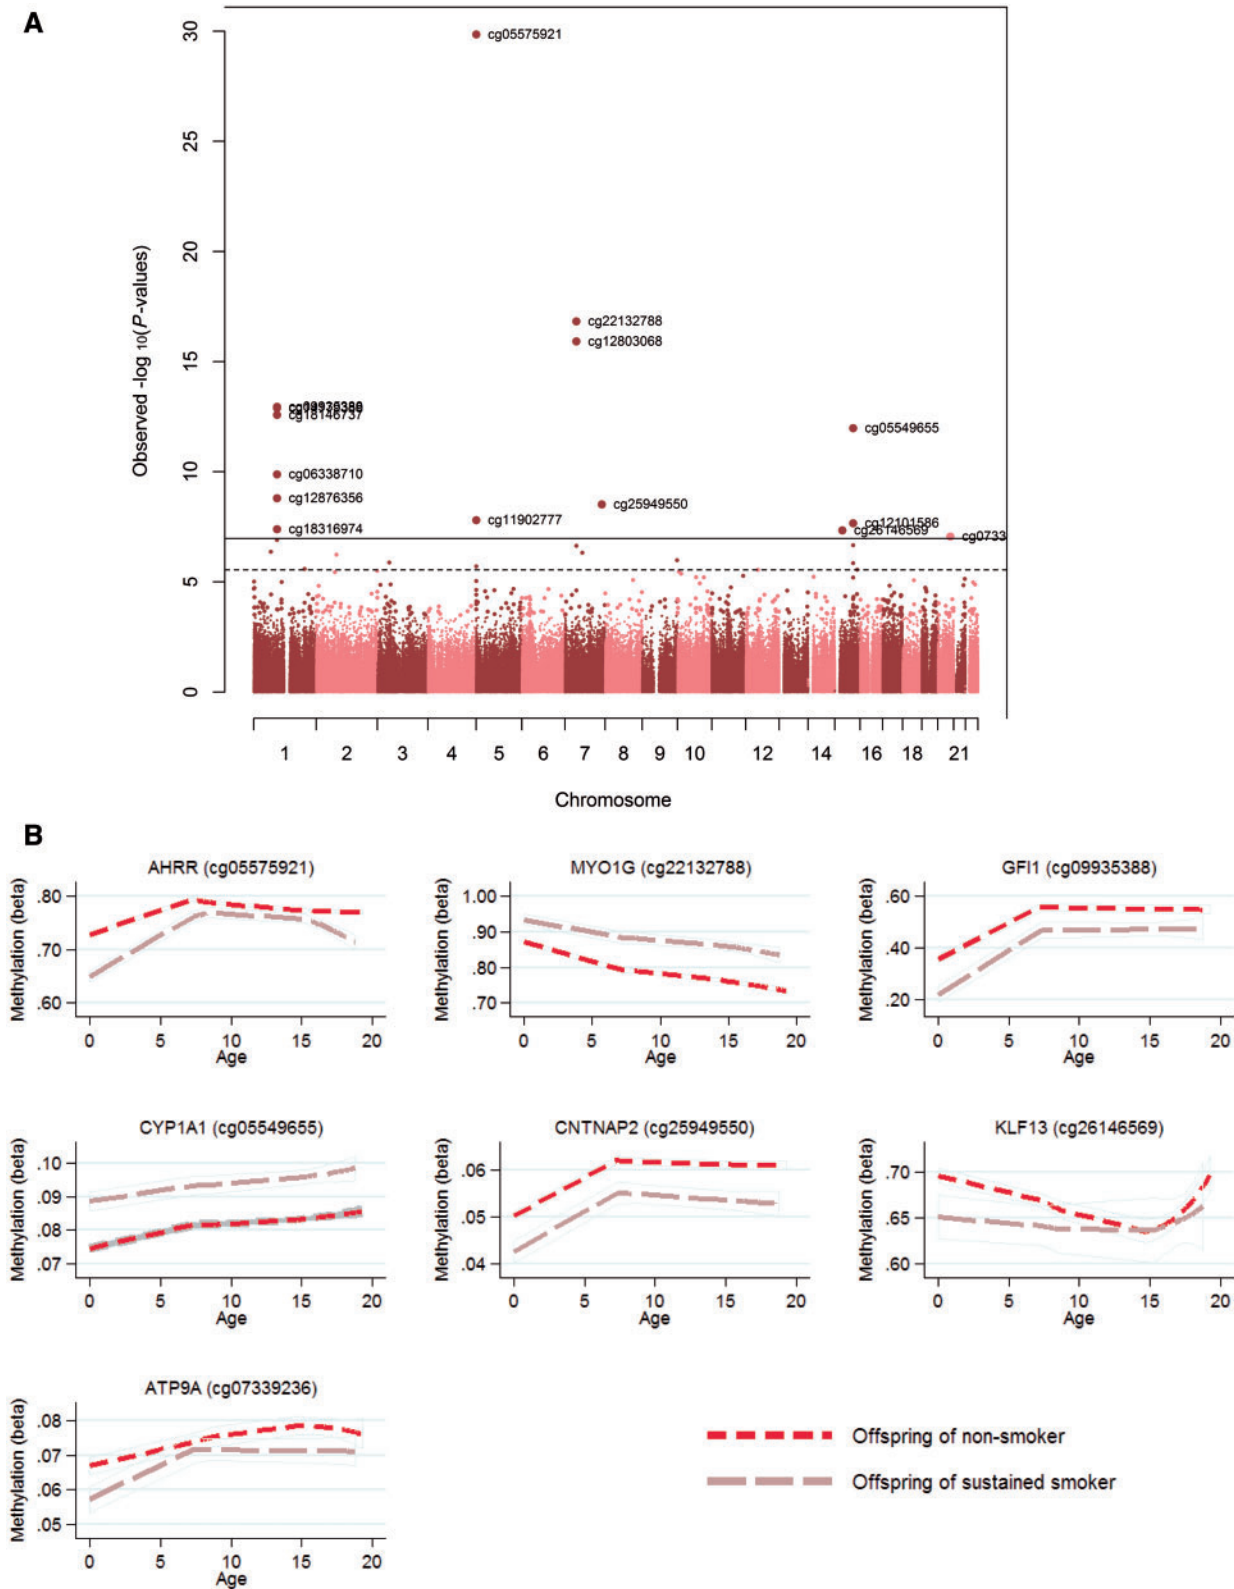 A
30
25
20
15
10
5
0
Observed -log 10(P-values)
cg05575921
cg22132788
cg12803068
cg09935388
cg18146737
cg06338710
cg12876356
cg18316974
cg11902777
cg25949550
cg05549655
cg12101586
cg26146569
cg0733
1 2 3 4 5 6 7 8 9 10 11 12 14 16 18 21
Chromosome
B
AHRR (cg05575921)
Methylation (beta)
.80
.70
.60
0 5 10 15 20
Age
MYO1G (cg22132788)
Methylation (beta)
1.00
.90
.80
.70
0 5 10 15 20
Age
GFI1 (cg09935388)
Methylation (beta)
.60
.40
.20
0 5 10 15 20
Age
CYP1A1 (cg05549655)
Methylation (beta)
.10
.09
.08
.07
0 5 10 15 20
Age
CNTNAP2 (cg25949550)
Methylation (beta)
.06
.05
.04
0 5 10 15 20
Age
KLF13 (cg26146569)
Methylation (beta)
.70
.65
.60
0 5 10 15 20
Age
ATP9A (cg07339236)
Methylation (beta)
.08
.07
.06
.05
0 5 10 15 20
Age
Offspring of non-smoker
Offspring of sustained smoker